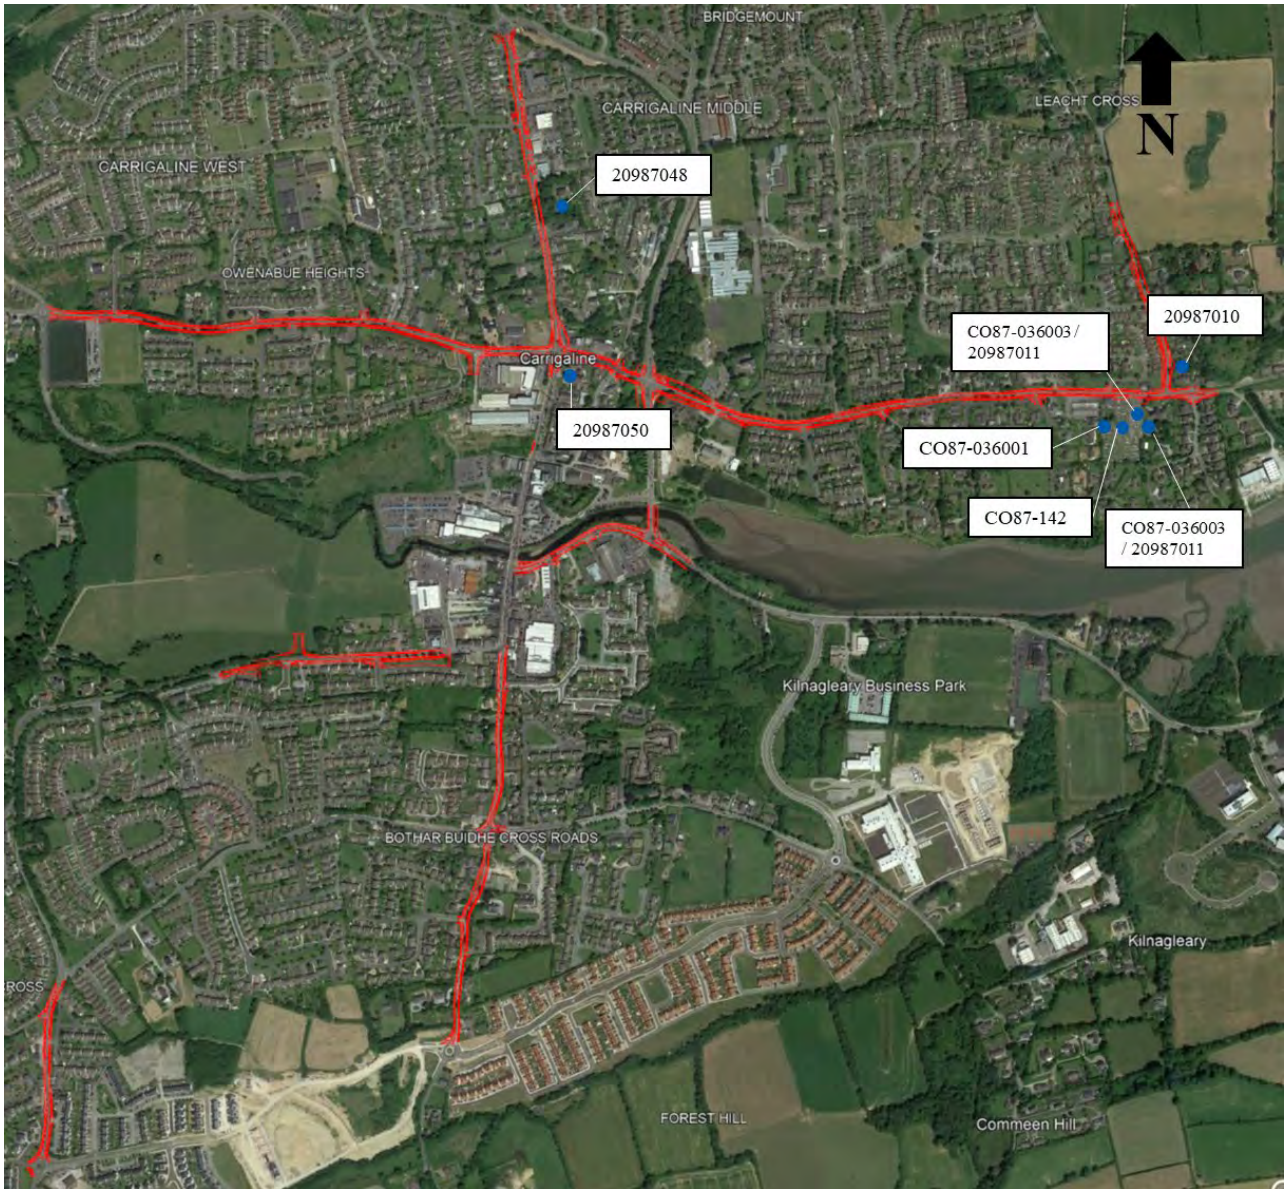 BRIDGEMOUNT
LEACHT CROSS
CARRIGALINE MIDDLE
N
CARRIGALINE WEST
20987048
OWENABUE HEIGHTS
20987010
CO87-036003 /
20987011
Carrigaline
20987050
CO87-036001
CO87-142
CO87-036003
/ 20987011
Kilnagleary Business Park
BOTHAR BUIDHE CROSS ROADS
Kilnagleary
ROSS
FOREST HILL
Commeen Hill